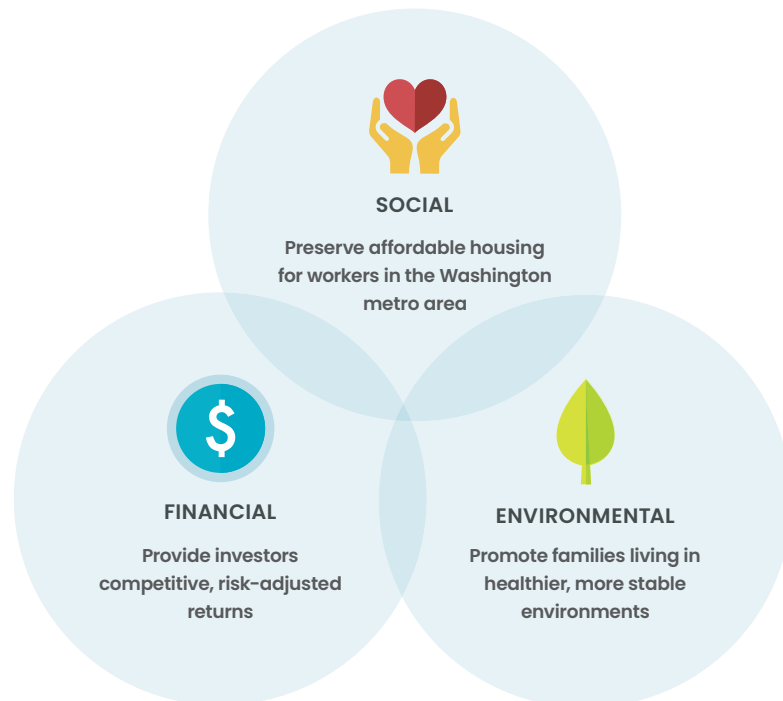 SOCIAL
Preserve affordable housing
for workers in the Washington
metro area
$
FINANCIAL
Provide investors
competitive, risk-adjusted
returns
ENVIRONMENTAL
Promote families living in
healthier, more stable
environments